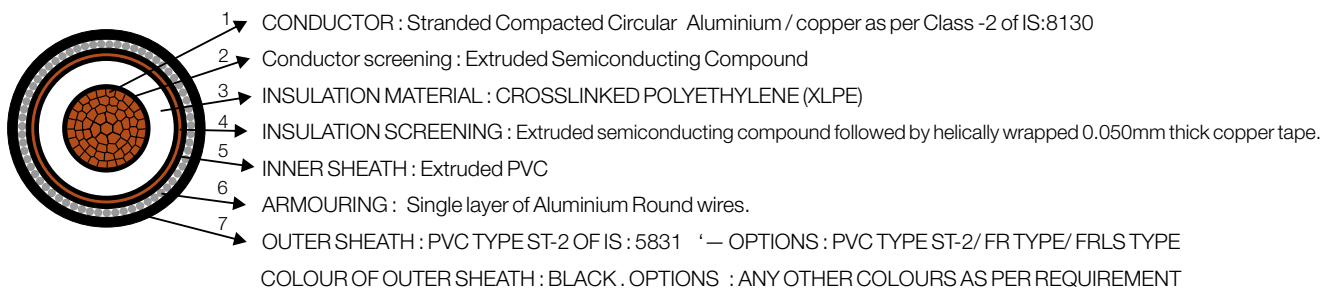 1 CONDUCTOR : Stranded Compacted Circular Aluminium / copper as per Class -2 of IS:8130
2 Conductor screening : Extruded Semiconducting Compound
3 INSULATION MATERIAL : CROSSLINKED POLYETHYLENE (XLPE)
4 INSULATION SCREENING : Extruded semiconducting compound followed by helically wrapped 0.050mm thick copper tape.
5 INNER SHEATH : Extruded PVC
6 ARMOURING : Single layer of Aluminium Round wires.
7 OUTER SHEATH : PVC TYPE ST-2 OF IS : 5831 ‘— OPTIONS : PVC TYPE ST-2/ FR TYPE/ FRLS TYPE
COLOUR OF OUTER SHEATH : BLACK . OPTIONS : ANY OTHER COLOURS AS PER REQUIREMENT